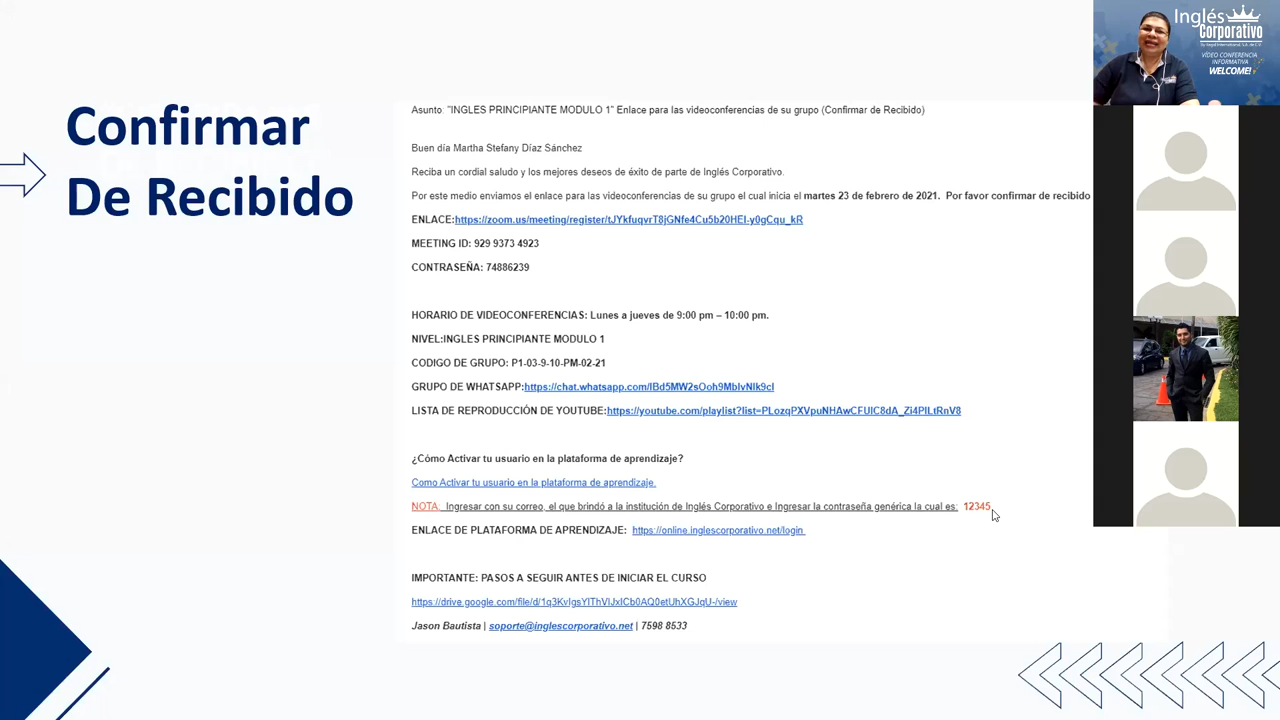 Inglés
Corporativo
VÍDEO CONFERENCIA
INFORMATIVA
WELCOME!
Confirmar
De Recibido
Asunto: "INGLES PRINCIPIANTE MODULO 1" Enlace para las videoconferencias de su grupo (Confirmar de Recibido)
Buen día Martha Stefany Díaz Sánchez
Reciba un cordial saludo y los mejores deseos de éxito de parte de Inglés Corporativo.
Por este medio enviamos el enlace para las videoconferencias de su grupo el cual inicia el martes 23 de febrero de 2021. Por favor confirmar de recibido
ENLACE:https://zoom.us/meeting/register/tJYkfuqvrT8jGNfe4Cu5b20HEI-y0gCqu_kR
MEETING ID: 929 9373 4923
CONTRASEÑA: 74886239
HORARIO DE VIDEOCONFERENCIAS: Lunes a jueves de 9:00 pm – 10:00 pm.
NIVEL:INGLES PRINCIPIANTE MODULO 1
CODIGO DE GRUPO: P1-03-9-10-PM-02-21
GRUPO DE WHATSAPP:https://chat.whatsapp.com/IBd5MW2sOoh9MbIvNIk9cI
LISTA DE REPRODUCCIÓN DE YOUTUBE:https://youtube.com/playlist?list=PLozqPXVpuNHAwCFUIC8dA_Zi4PILtRnV8
¿Cómo Activar tu usuario en la plataforma de aprendizaje?
Como Activar tu usuario en la plataforma de aprendizaje.
NOTA: Ingresar con su correo, el que brindó a la institución de Inglés Corporativo e Ingresar la contraseña genérica la cual es: 12345
ENLACE DE PLATAFORMA DE APRENDIZAJE: https://online.inglescorporativo.net/login
IMPORTANTE: PASOS A SEGUIR ANTES DE INICIAR EL CURSO
https://drive.google.com/file/d/1q3KvIgsYIThVIJxICb0AQ0etUhXGJqU-/view
Jason Bautista | soporte@inglescorporativo.net | 7598 8533